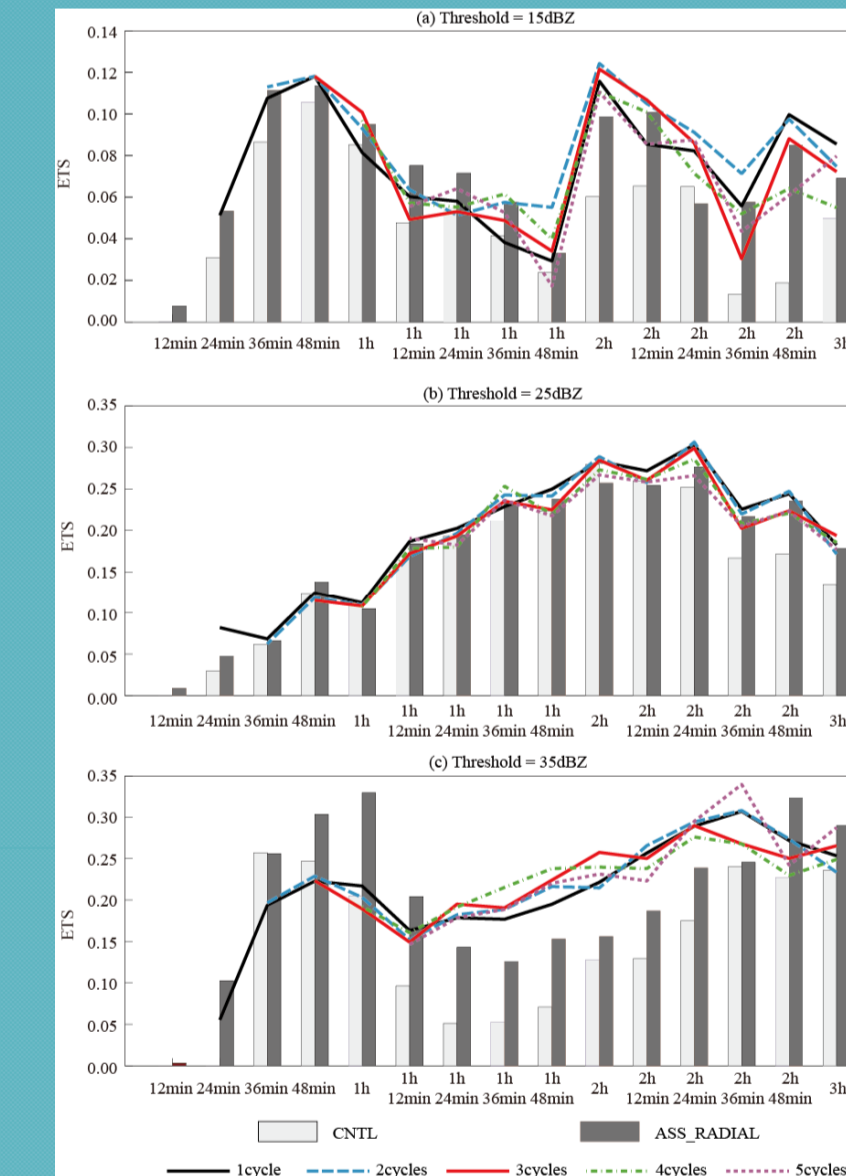 (a) Threshold = 15dBZ
0.14
0.12
0.10
0.08
0.06
0.04
0.02
0.00
ETS
12min 24min 36min 48min 1h 1h 12min 1h 24min 1h 36min 1h 48min 2h 2h 12min 2h 24min 2h 36min 2h 48min 3h
(b) Threshold = 25dBZ
0.35
0.30
0.25
0.20
0.15
0.10
0.05
0.00
ETS
12min 24min 36min 48min 1h 1h 12min 1h 24min 1h 36min 1h 48min 2h 2h 12min 2h 24min 2h 36min 2h 48min 3h
(c) Threshold = 35dBZ
0.35
0.30
0.25
0.20
0.15
0.10
0.05
0.00
ETS
12min 24min 36min 48min 1h 1h 12min 1h 24min 1h 36min 1h 48min 2h 2h 12min 2h 24min 2h 36min 2h 48min 3h
CNTL ASS_RADIAL
1cycle 2cycles 3cycles 4cycles 5cycles